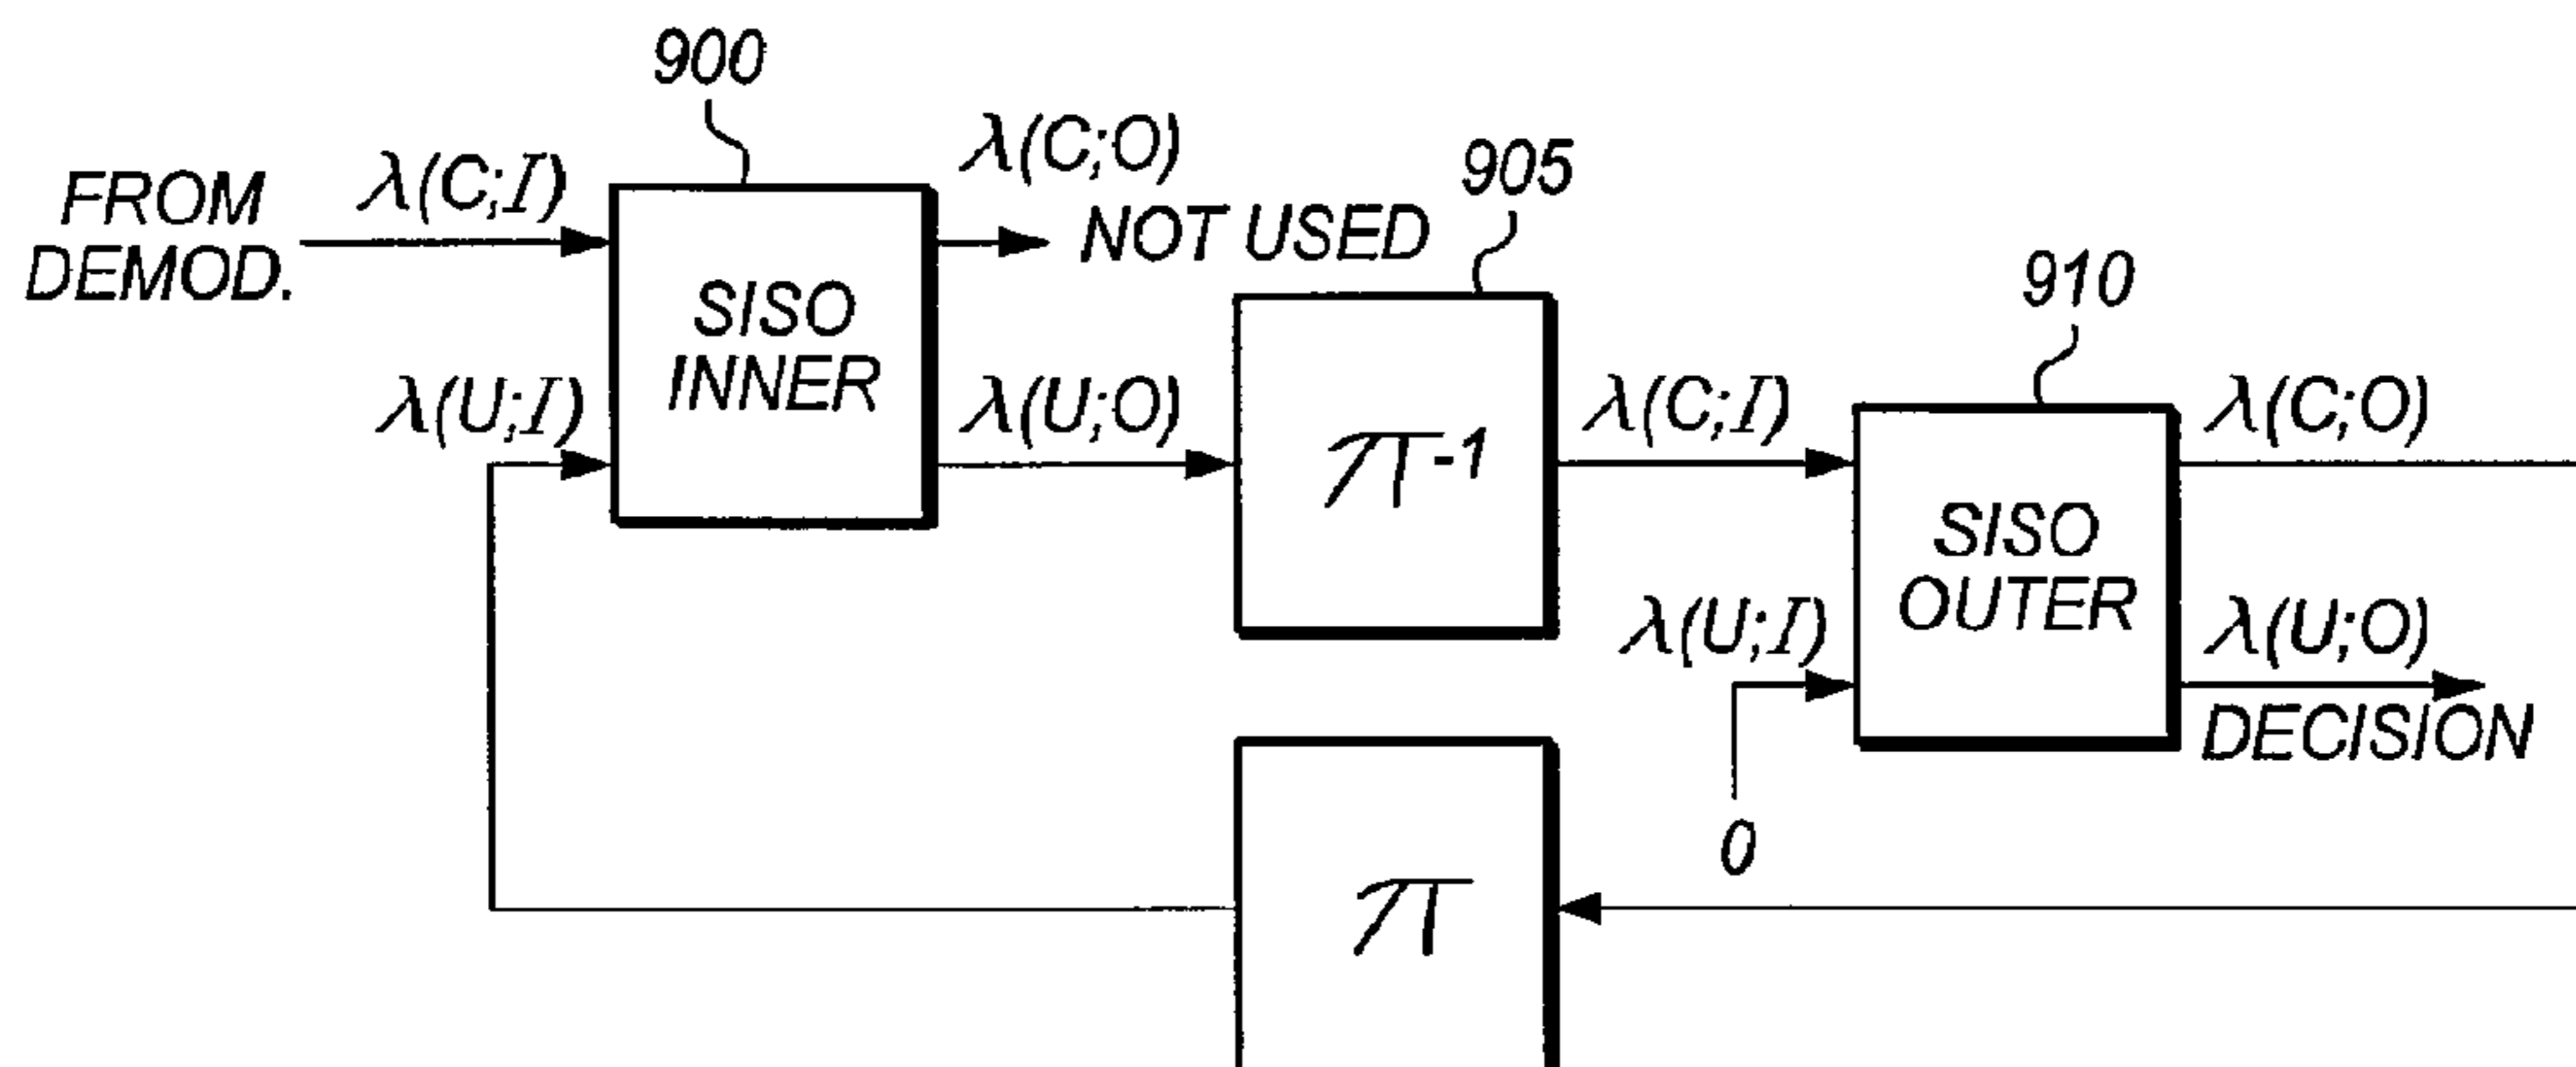 900
λ(C;O)
FROM
DEMOD.
λ(C;I)
NOT USED
905
SISO
INNER
910
λ(U;I)
λ(U;O)
π-1
λ(C;I)
λ(C;O)
SISO
OUTER
λ(U;I)
λ(U;O)
DECISION
0
π